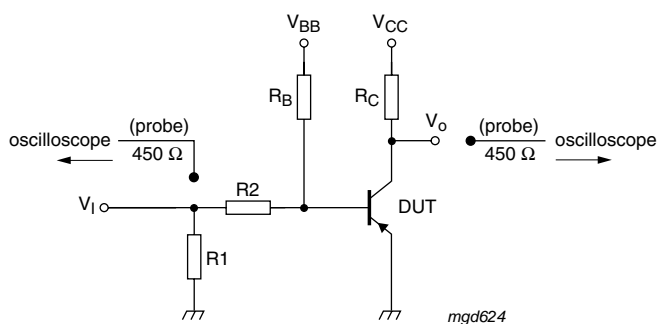 V_BB V_CC
R_B R_C
(probe) V_o (probe)
oscilloscope 450 Ω 450 Ω oscilloscope
R2
V_I DUT
R1
mgd624